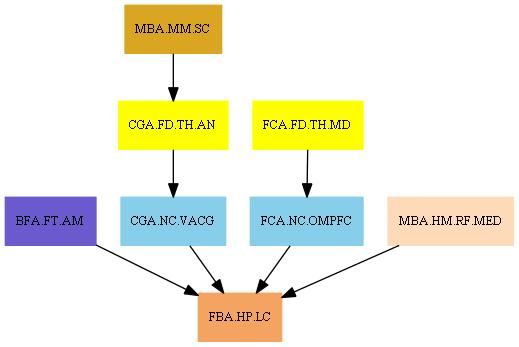 MBA.MM.SC
CGA.FD.TH.AN
FCA.FD.TH.MD
BFA.FT.AM
CGA.NC.VACG
FCA.NC.OMPFC
MBA.HM.RF.MED
FBA.HP.LC